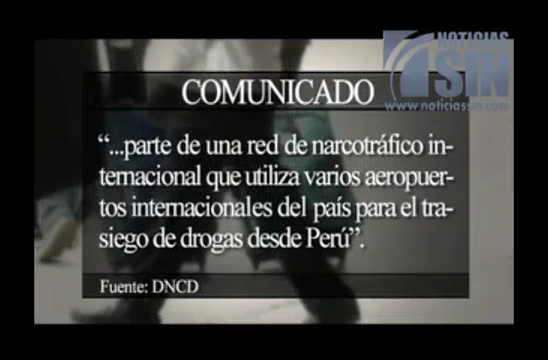 NOTICIAS
SIN
www.noticiassin.com
COMUNICADO
“...parte de una red de narcotráfico in-
ternacional que utiliza varios aeropuer-
tos internacionales del país para el tra-
siego de drogas desde Perú”.
Fuente: DNCD